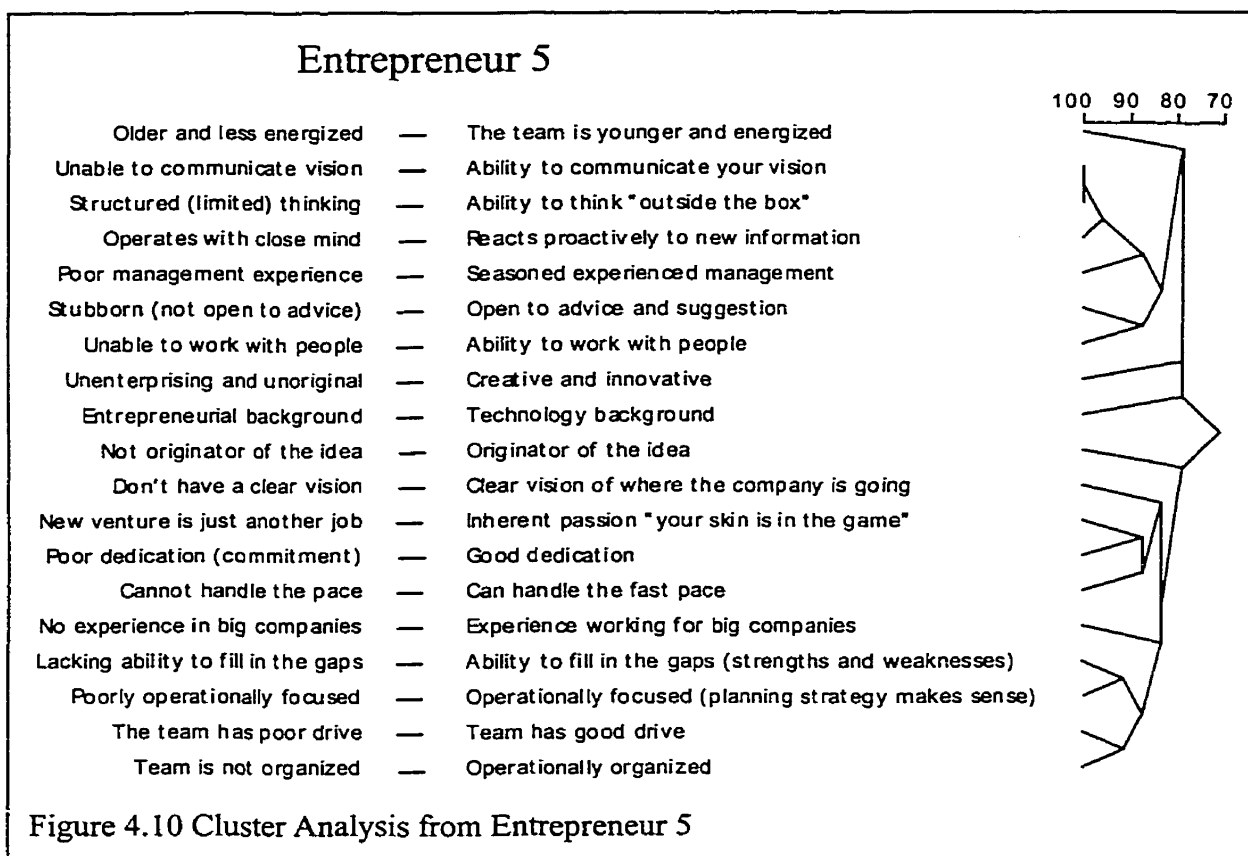 Entrepreneur 5
100 90 80 70
Older and less energized — The team is younger and energized
Unable to communicate vision — Ability to communicate your vision
Structured (limited) thinking — Ability to think "outside the box"
Operates with close mind — Reacts proactively to new information
Poor management experience — Seasoned experienced management
Stubborn (not open to advice) — Open to advice and suggestion
Unable to work with people — Ability to work with people
Unenterprising and unoriginal — Creative and innovative
Entrepreneurial background — Technology background
Not originator of the idea — Originator of the idea
Don't have a clear vision — Clear vision of where the company is going
New venture is just another job — Inherent passion "your skin is in the game"
Poor dedication (commitment) — Good dedication
Cannot handle the pace — Can handle the fast pace
No experience in big companies — Experience working for big companies
Lacking ability to fill in the gaps — Ability to fill in the gaps (strengths and weaknesses)
Poorly operationally focused — Operationally focused (planning strategy makes sense)
The team has poor drive — Team has good drive
Team is not organized — Operationally organized
Figure 4.10 Cluster Analysis from Entrepreneur 5